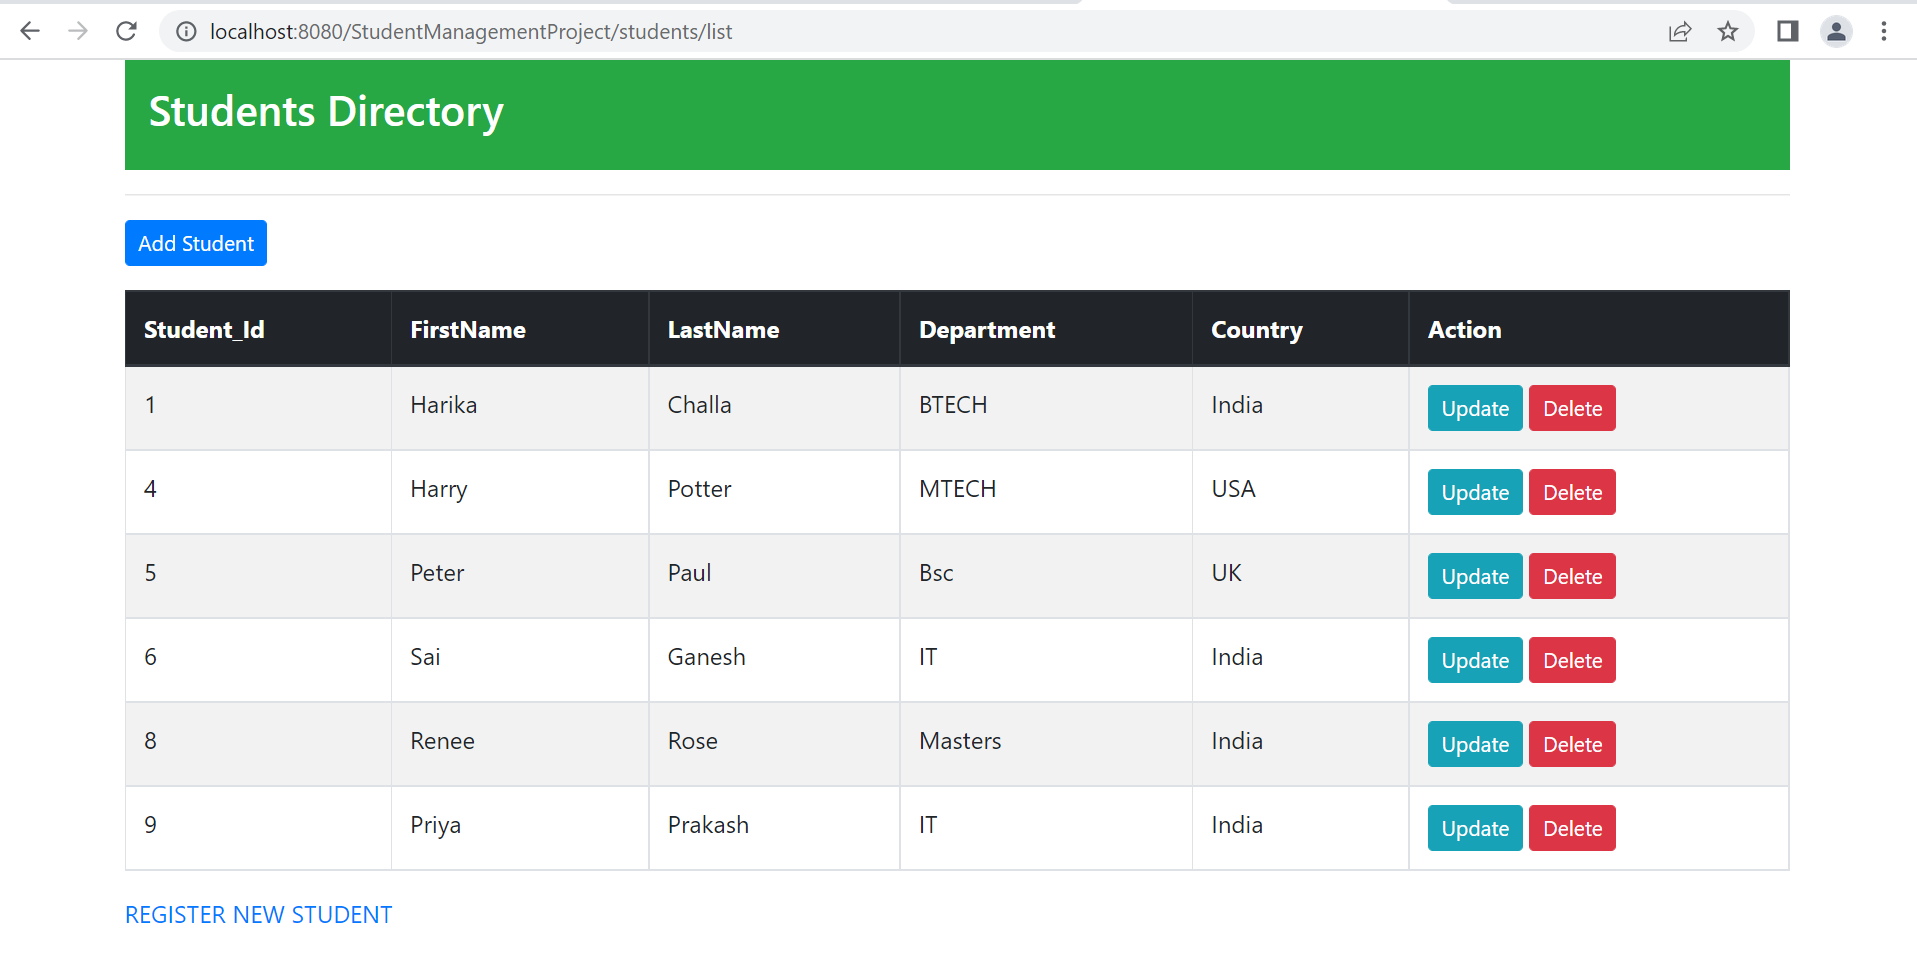 localhost:8080/StudentManagementProject/students/list
Students Directory
Add Student
Student_Id FirstName LastName Department Country Action
1 Harika Challa BTECH India Update Delete
4 Harry Potter MTECH USA Update Delete
5 Peter Paul Bsc UK Update Delete
6 Sai Ganesh IT India Update Delete
8 Renee Rose Masters India Update Delete
9 Priya Prakash IT India Update Delete
REGISTER NEW STUDENT